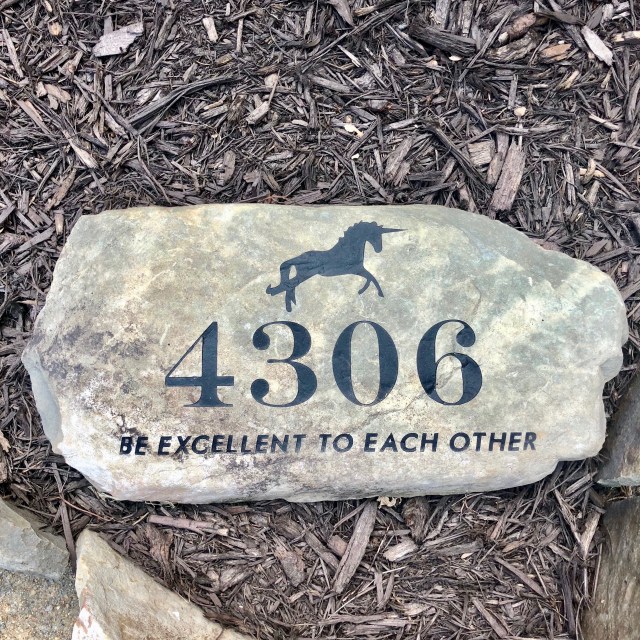 4306
BE EXCELLENT TO EACH OTHER